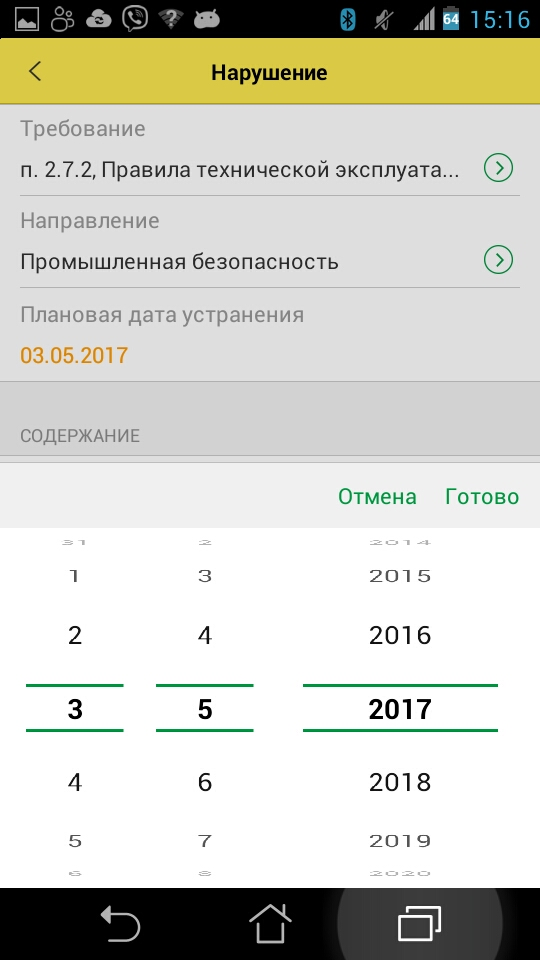 64 15:16
Нарушение
Требование
п. 2.7.2, Правила технической эксплуата...
Направление
Промышленная безопасность
Плановая дата устранения
03.05.2017
СОДЕРЖАНИЕ
Отмена Готово
31 2 2014
1 3 2015
2 4 2016
3 5 2017
4 6 2018
5 7 2019
6 8 2020